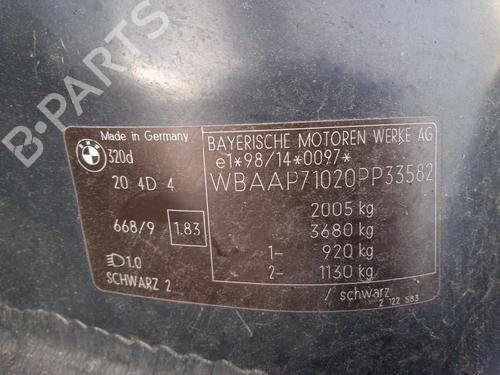 B-PARTS
BMW
Made in Germany
320d
20 4D 4
668/9 1.83
1.0
SCHWARZ 2
BAYERISCHE MOTOREN WERKE AG
e1*98/14*0097*
WBAAP71020PP33582
2005 kg
3680 kg
1- 920 kg
2- 1130 kg
/ schwarz
2 122 583